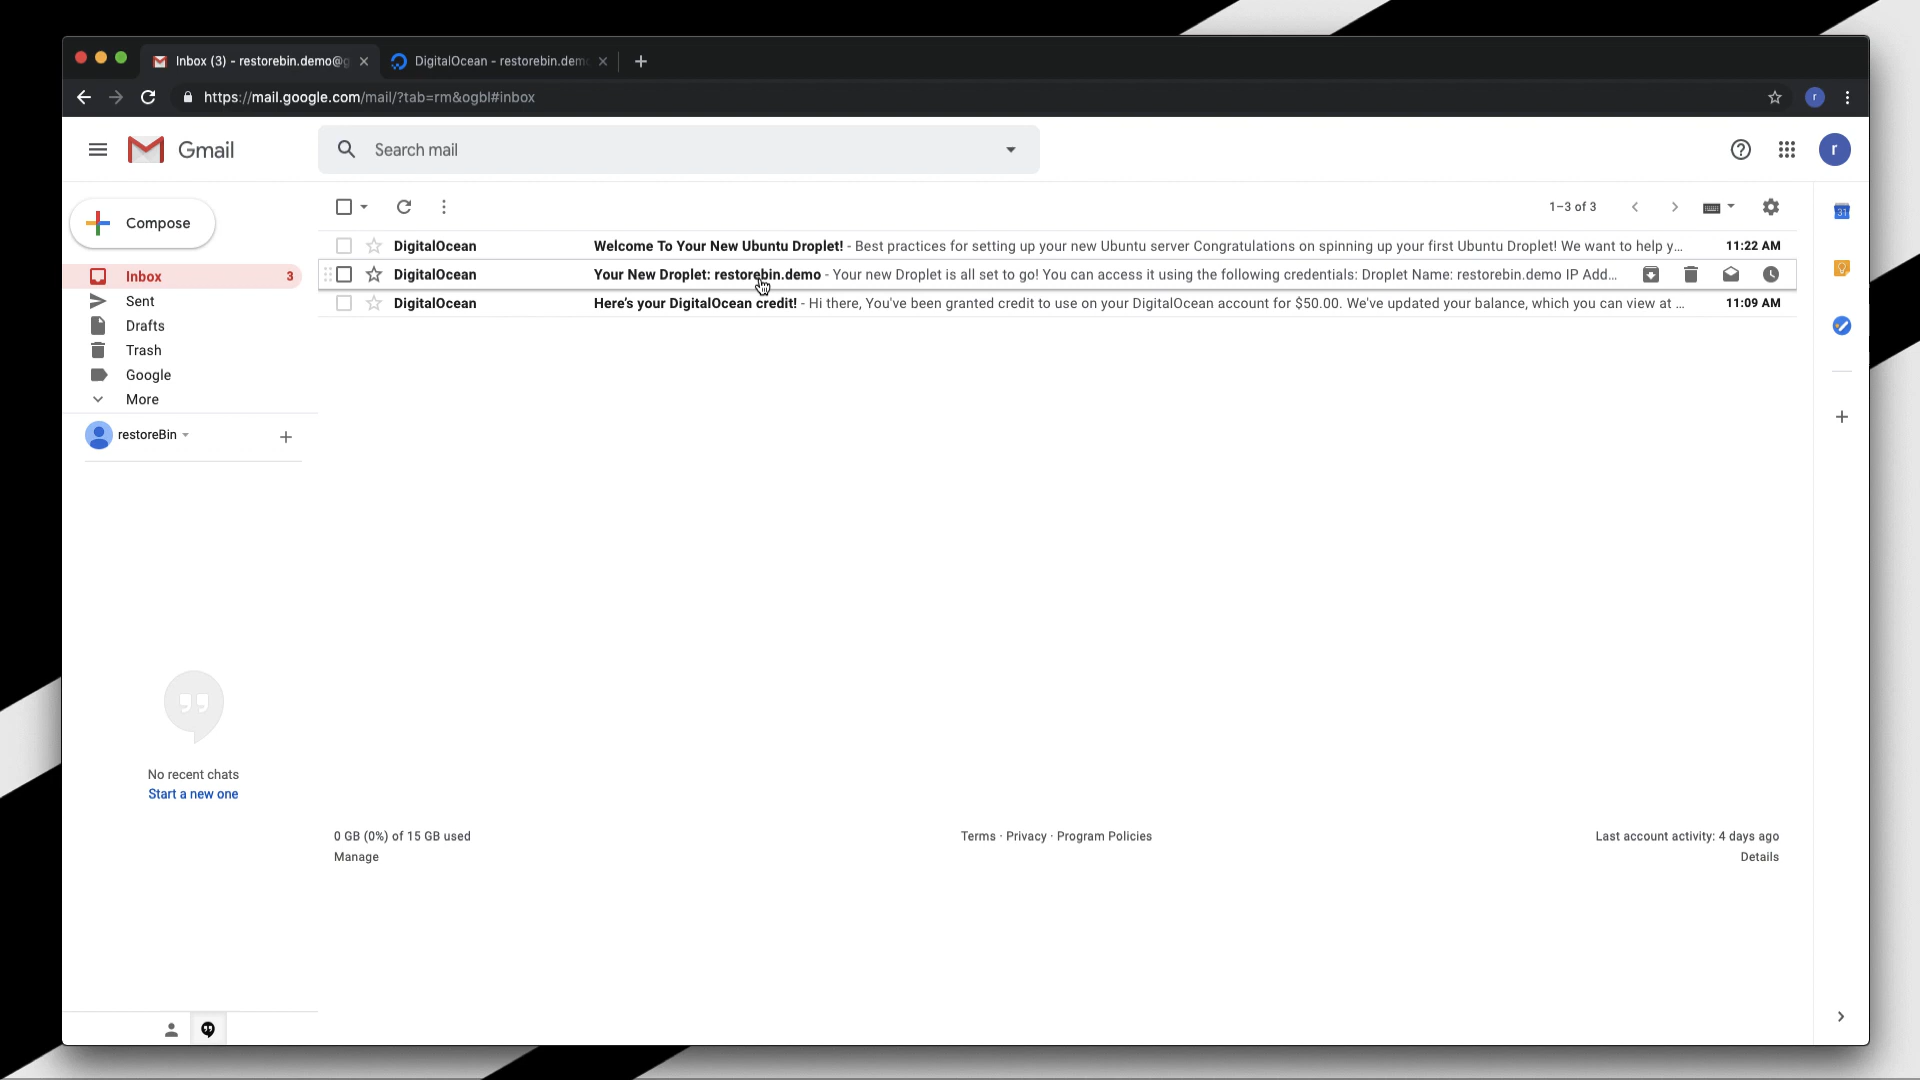 Inbox (3) - restorebin.demo@g
DigitalOcean - restorebin.dem
https://mail.google.com/mail/?tab=rm&ogbl#inbox
r
Gmail
Search mail
r
Compose
1–3 of 3
31
DigitalOcean Welcome To Your New Ubuntu Droplet! - Best practices for setting up your new Ubuntu server Congratulations on spinning up your first Ubuntu Droplet! We want to help y... 11:22 AM
Inbox 3
DigitalOcean Your New Droplet: restorebin.demo - Your new Droplet is all set to go! You can access it using the following credentials: Droplet Name: restorebin.demo IP Add...
Sent
DigitalOcean Here's your DigitalOcean credit! - Hi there, You've been granted credit to use on your DigitalOcean account for $50.00. We've updated your balance, which you can view at ... 11:09 AM
Drafts
Trash
Google
More
restoreBin
No recent chats
Start a new one
0 GB (0%) of 15 GB used
Manage
Terms · Privacy · Program Policies
Last account activity: 4 days ago
Details